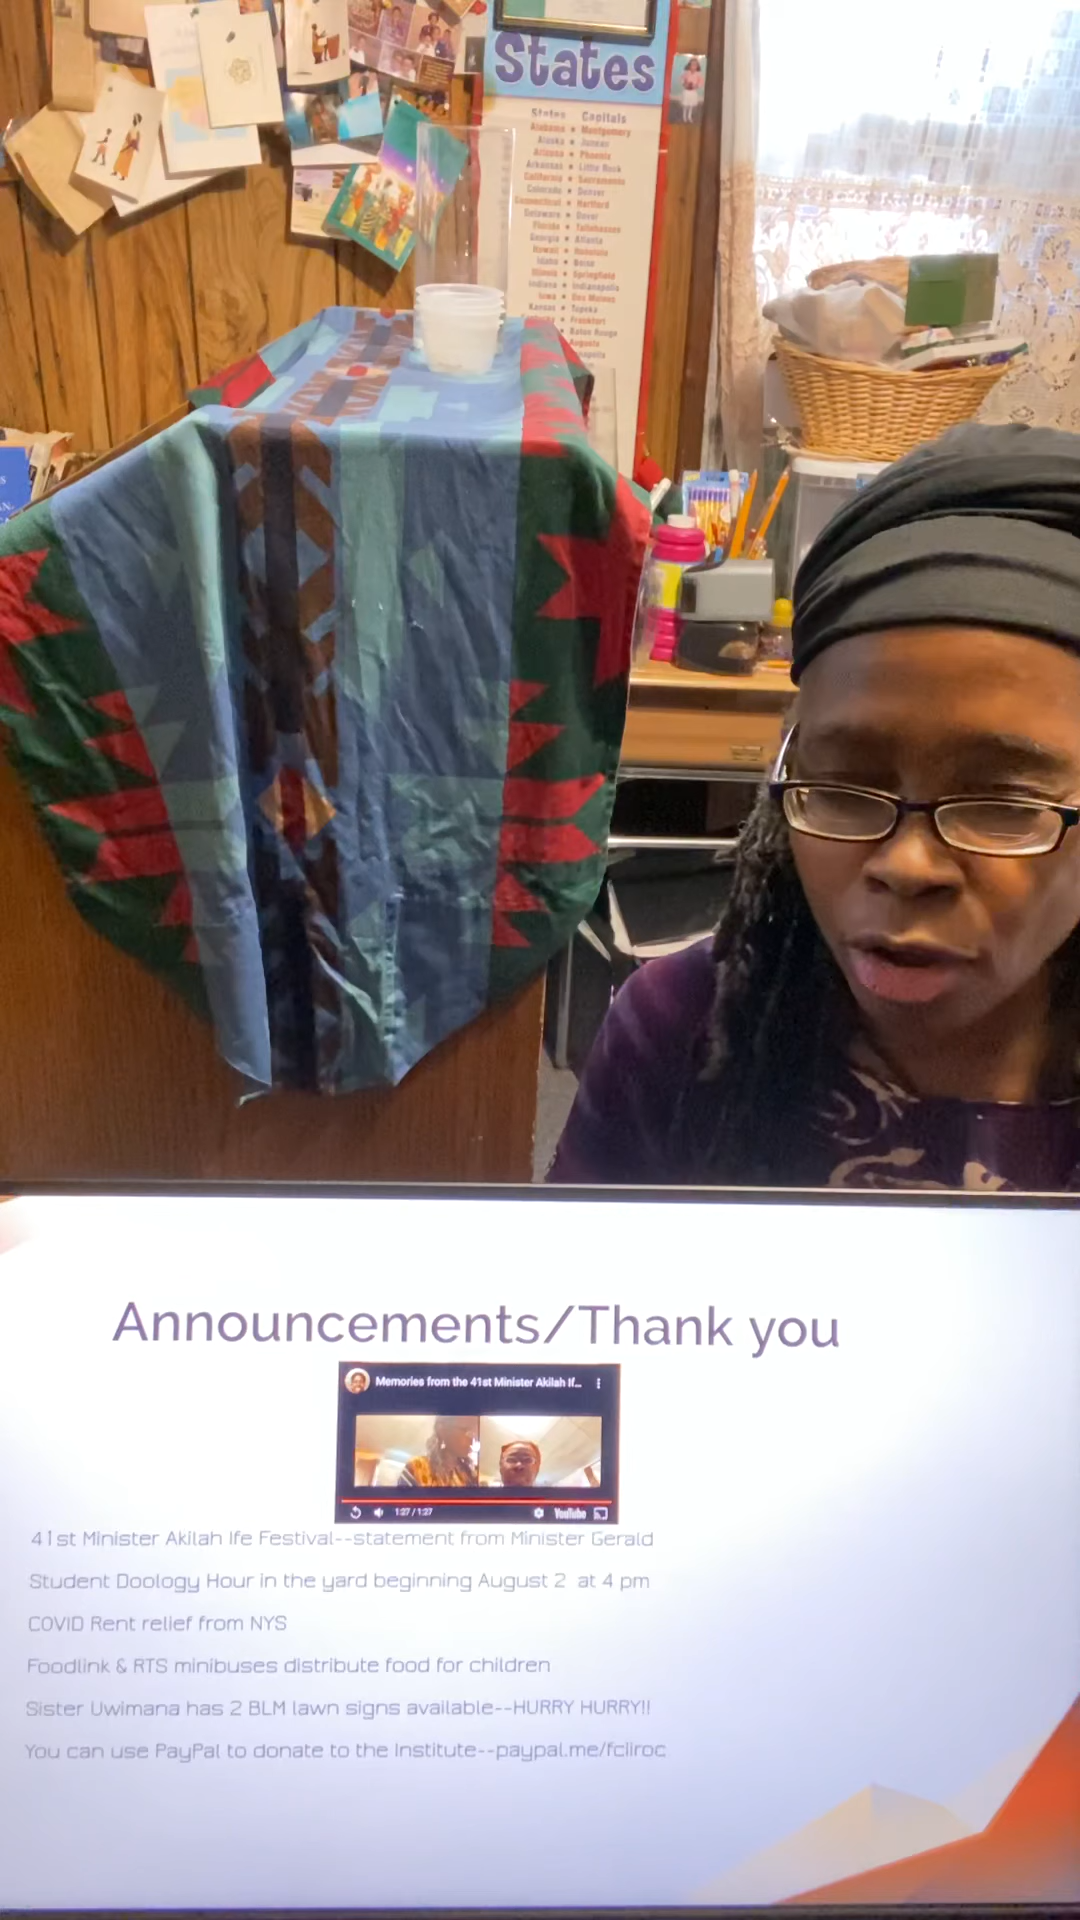 States
States Capitals
Alabama • Montgomery
Alaska • Juneau
Arizona • Phoenix
Arkansas • Little Rock
California • Sacramento
Colorado • Denver
Connecticut • Hartford
Delaware • Dover
Florida • Tallahassee
Georgia • Atlanta
Hawaii • Honolulu
Idaho • Boise
Illinois • Springfield
Indiana • Indianapolis
Iowa • Des Moines
Kansas • Topeka
Frankfort
Baton Rouge
Augusta
Announcements/Thank you
Memories from the 41st Minister Akilah If...
1:27 / 1:27
YouTube
41st Minister Akilah Ife Festival--statement from Minister Gerald
Student Doology Hour in the yard beginning August 2 at 4 pm
COVID Rent relief from NYS
Foodlink & RTS minibuses distribute food for children
Sister Uwimana has 2 BLM lawn signs available--HURRY HURRY!!
You can use PayPal to donate to the Institute--paypal.me/fcliroc